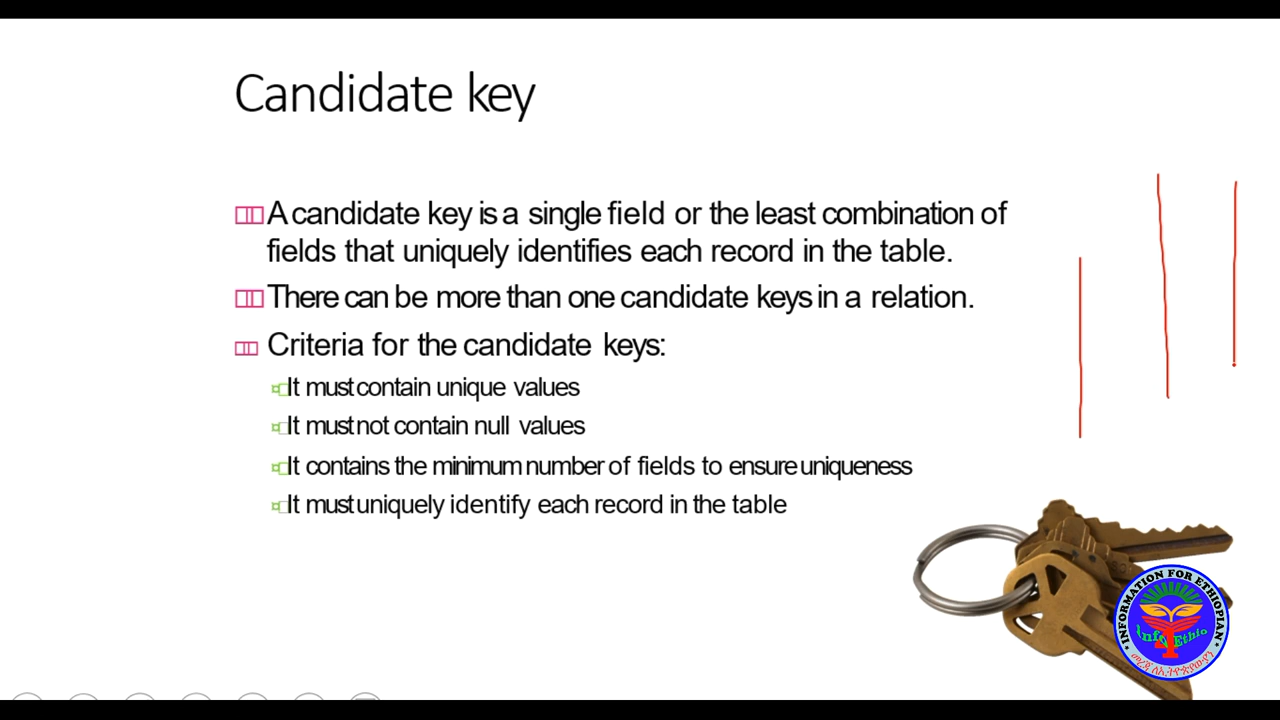 Candidate key
A candidate key is a single field or the least combination of
fields that uniquely identifies each record in the table.
There can be more than one candidate keys in a relation.
Criteria for the candidate keys:
It must contain unique values
It must not contain null values
It contains the minimum number of fields to ensure uniqueness
It must uniquely identify each record in the table
INFORMATION FOR ETHIOPIAN
Info Ethio
መረጃ ለኢትዮጵያውያን